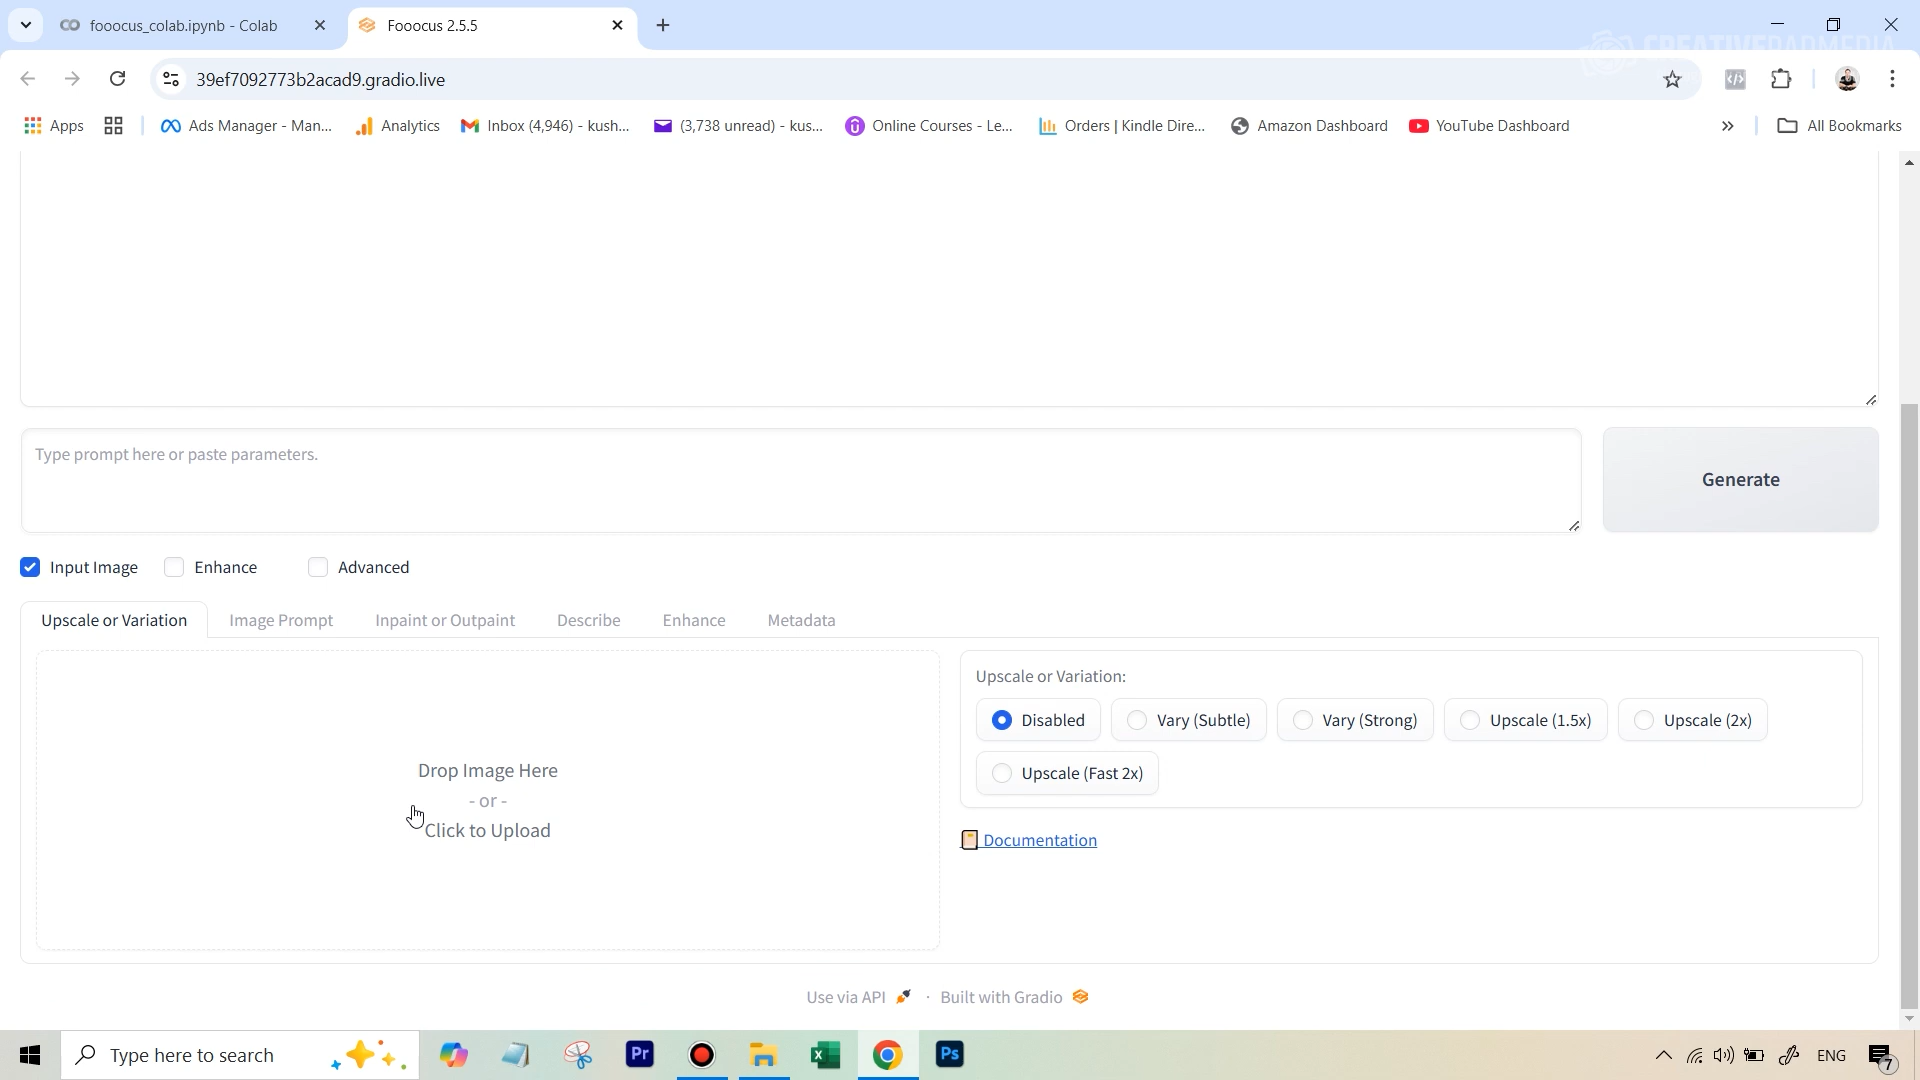 fooocus_colab.ipynb - Colab
Fooocus 2.5.5
CREATIVEPADMEDIA
39ef7092773b2acad9.gradio.live
Apps
Ads Manager - Man...
Analytics
Inbox (4,946) - kush...
(3,738 unread) - kus...
Online Courses - Le...
Orders | Kindle Dire...
Amazon Dashboard
YouTube Dashboard
»
All Bookmarks
Type prompt here or paste parameters.
Generate
Input Image
Enhance
Advanced
Upscale or Variation
Image Prompt
Inpaint or Outpaint
Describe
Enhance
Metadata
Drop Image Here
- or -
Click to Upload
Upscale or Variation:
Disabled
Vary (Subtle)
Vary (Strong)
Upscale (1.5x)
Upscale (2x)
Upscale (Fast 2x)
Documentation
Use via API
·
Built with Gradio
Type here to search
Pr
Ps
ENG
7